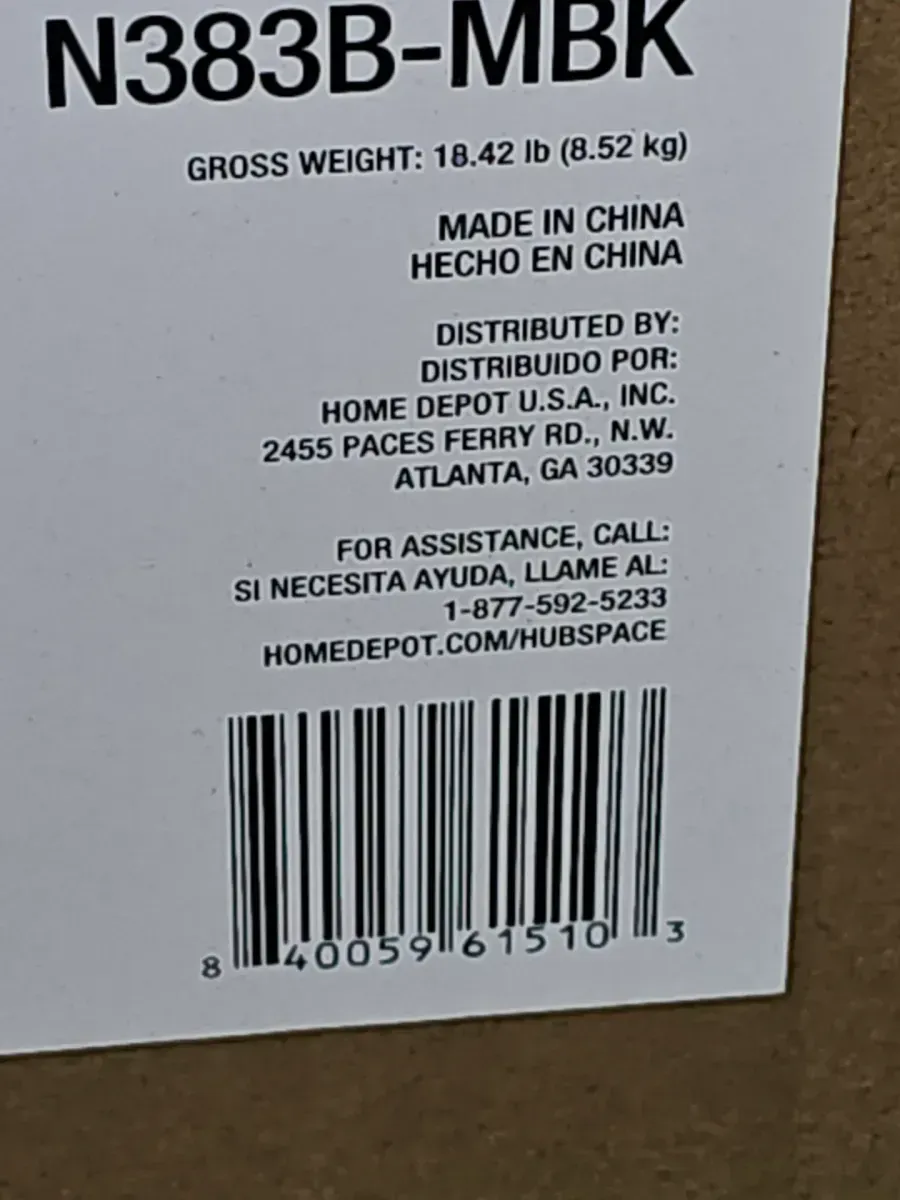 N383B-MBK
GROSS WEIGHT: 18.42 lb (8.52 kg)
MADE IN CHINA
HECHO EN CHINA
DISTRIBUTED BY:
DISTRIBUIDO POR:
HOME DEPOT U.S.A., INC.
2455 PACES FERRY RD., N.W.
ATLANTA, GA 30339
FOR ASSISTANCE, CALL:
SI NECESITA AYUDA, LLAME AL:
1-877-592-5233
HOMEDEPOT.COM/HUBSPACE
8 40059 61510 3